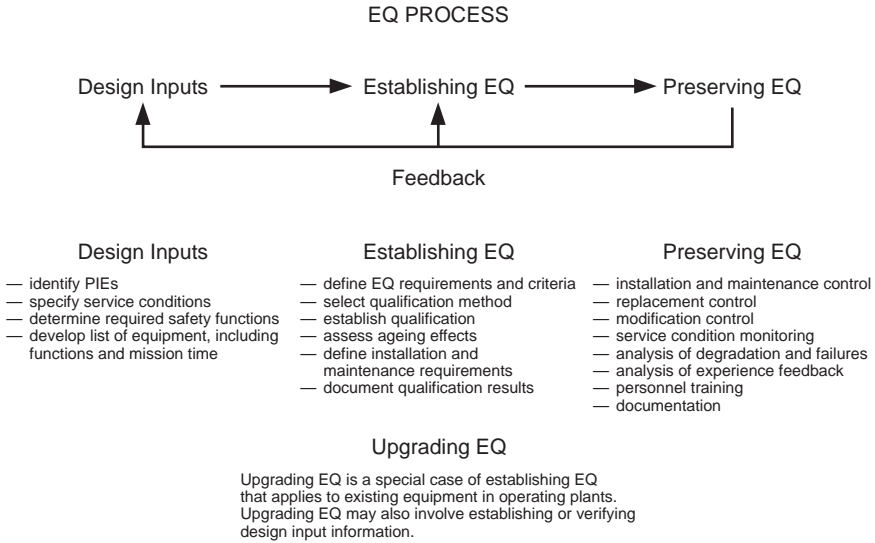 EQ PROCESS
Design Inputs
Establishing EQ
Preserving EQ
Feedback
Design Inputs
— identify PIEs
— specify service conditions
— determine required safety functions
— develop list of equipment, including
functions and mission time
Establishing EQ
— define EQ requirements and criteria
— select qualification method
— establish qualification
— assess ageing effects
— define installation and
maintenance requirements
— document qualification results
Preserving EQ
— installation and maintenance control
— replacement control
— modification control
— service condition monitoring
— analysis of degradation and failures
— analysis of experience feedback
— personnel training
— documentation
Upgrading EQ
Upgrading EQ is a special case of establishing EQ
that applies to existing equipment in operating plants.
Upgrading EQ may also involve establishing or verifying
design input information.